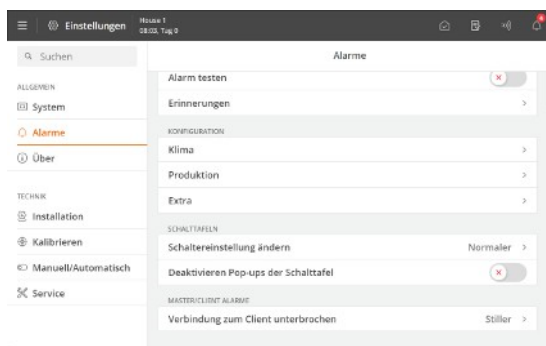 Einstellungen
House 1
08:03, Tag 0
Suchen
ALLGEMEIN
System
Alarme
Über
TECHNIK
Installation
Kalibrieren
Manuell/Automatisch
Service
Alarme
Alarm testen
Erinnerungen
KONFIGURATION
Klima
Produktion
Extra
SCHALTTAFELN
Schaltereinstellung ändern Normaler
Deaktivieren Pop-ups der Schalttafel
MASTER/CLIENT ALARME
Verbindung zum Client unterbrochen Stiller